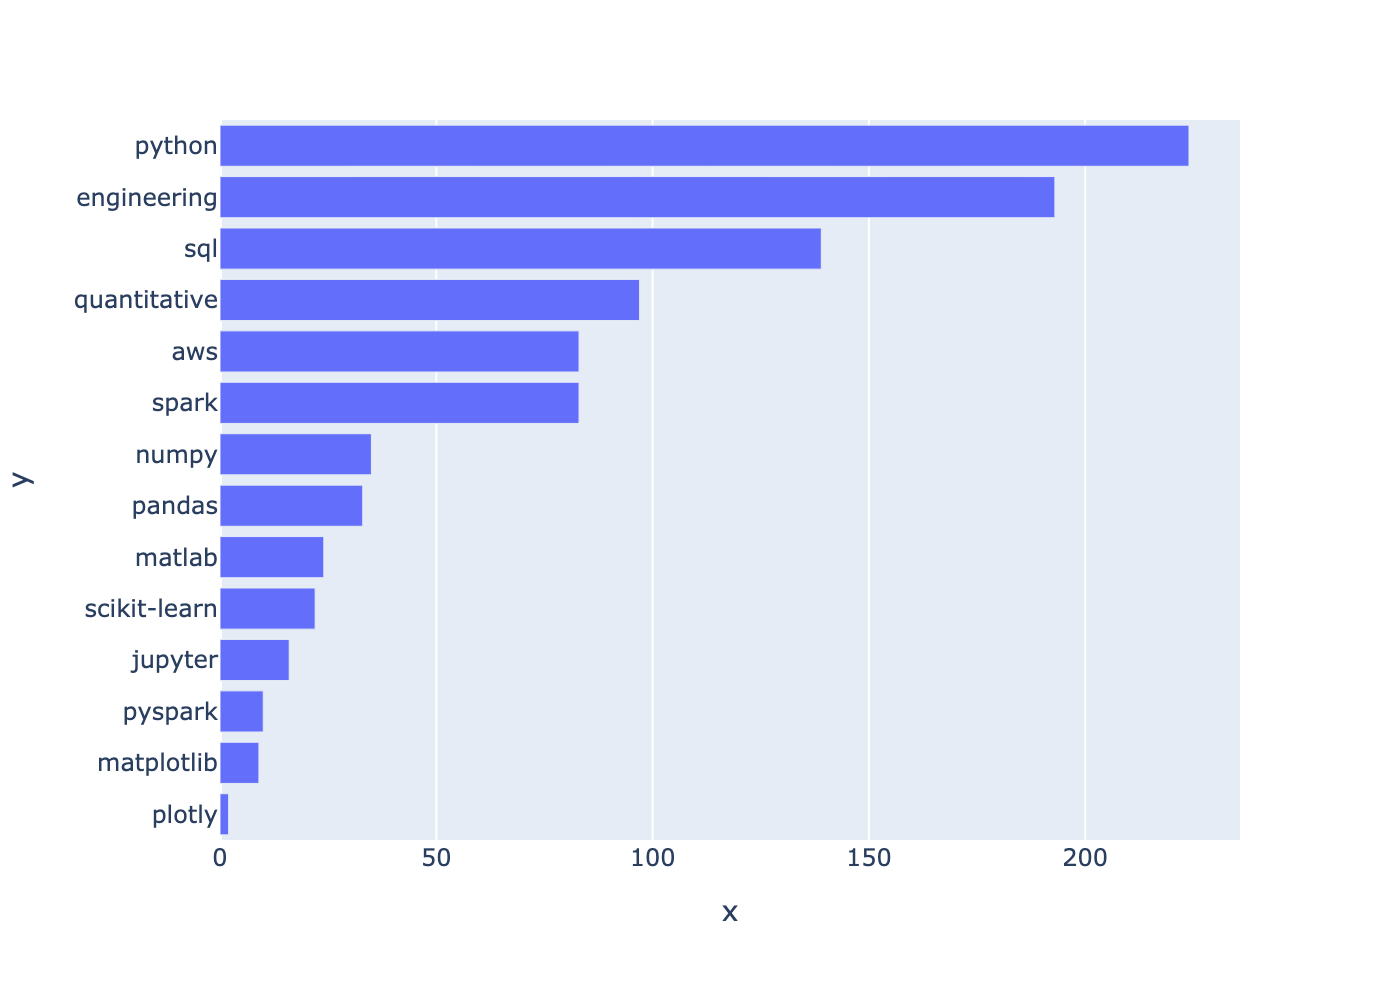 python
engineering
sql
quantitative
aws
spark
numpy
pandas
matlab
scikit-learn
jupyter
pyspark
matplotlib
plotly
y
0 50 100 150 200
x